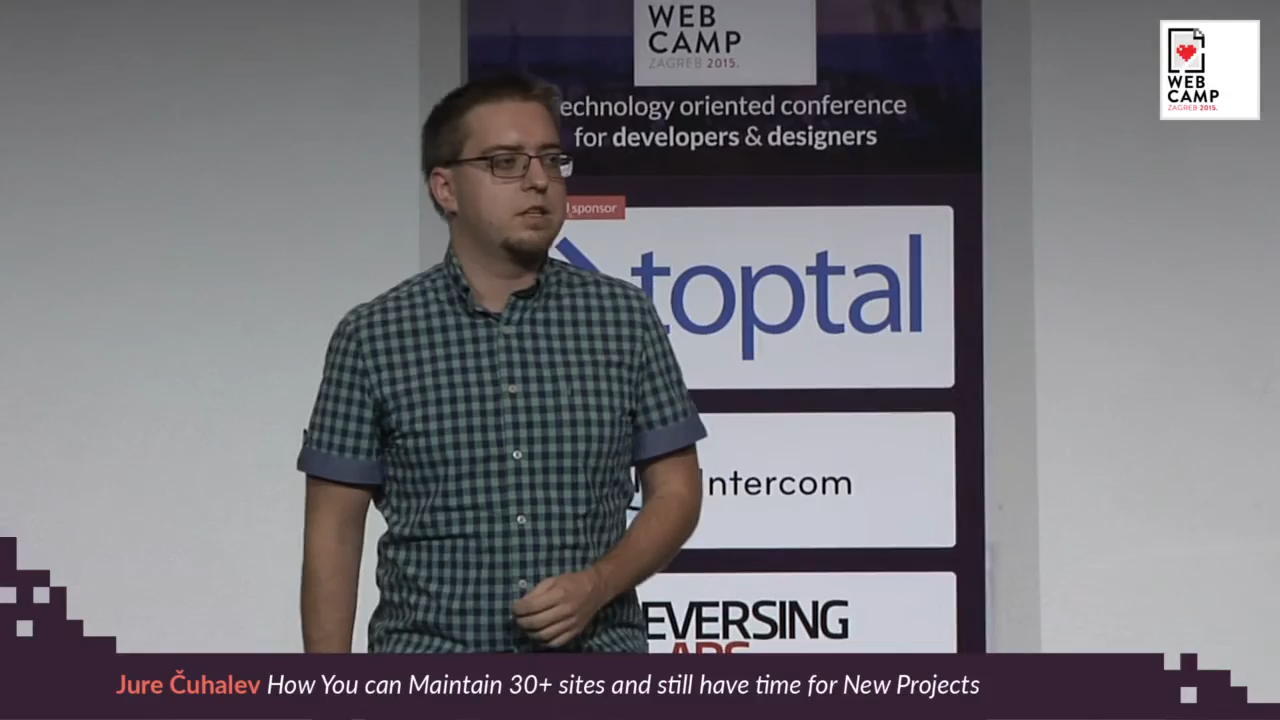 WEB
CAMP
ZAGREB 2015.
echnology oriented conference
for developers & designers
sponsor
toptal
Intercom
EVERSING
WEB
CAMP
ZAGREB 2015.
Jure Čuhalev How You can Maintain 30+ sites and still have time for New Projects